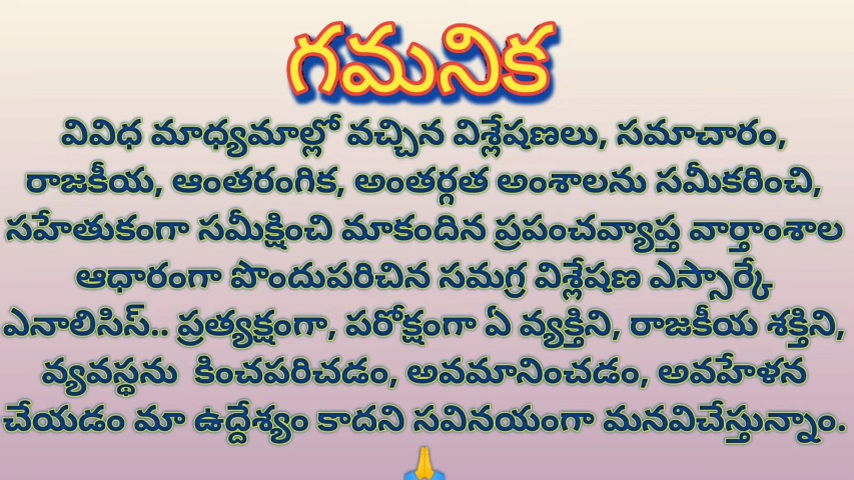 గమనిక
వివిధ మాధ్యమాల్లో వచ్చిన విశ్లేషణలు, సమాచారం,
రాజకీయ, ఆంతరంగిక, అంతర్గత అంశాలను సమీకరించి,
సహేతుకంగా సమీక్షించి మాకందిన ప్రపంచవ్యాప్త వార్తాంశాల
ఆధారంగా పొందుపరిచిన సమగ్ర విశ్లేషణ ఎస్సార్కే
ఎనాలిసిస్.. ప్రత్యక్షంగా, పరోక్షంగా ఏ వ్యక్తిని, రాజకీయ శక్తిని,
వ్యవస్థను కించపరిచడం, అవమానించడం, అవహేళన
చేయడం మా ఉద్దేశ్యం కాదని సవినయంగా మనవిచేస్తున్నాం.
🙏